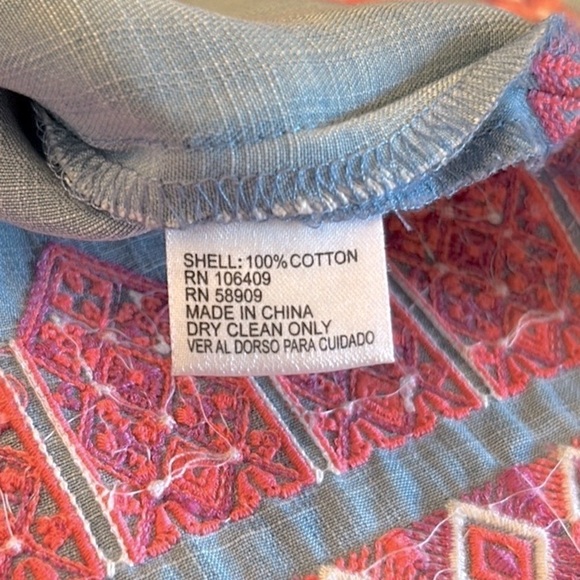 SHELL: 100% COTTON
RN 106409
RN 58909
MADE IN CHINA
DRY CLEAN ONLY
VER AL DORSO PARA CUIDADO